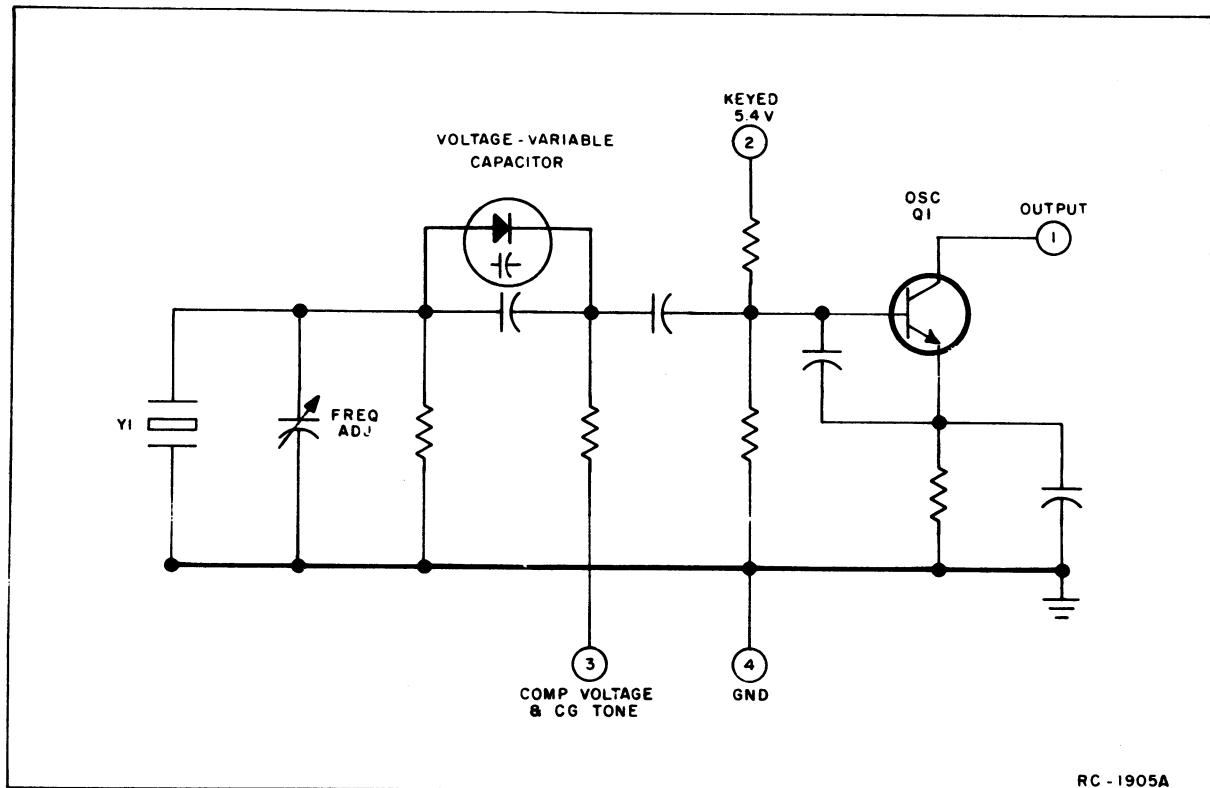 KEYED
5.4 V
2
VOLTAGE - VARIABLE
CAPACITOR
OSC
Q1
OUTPUT
1
Y1
FREQ
ADJ
3
COMP VOLTAGE
& CG TONE
4
GND
RC - 1905A